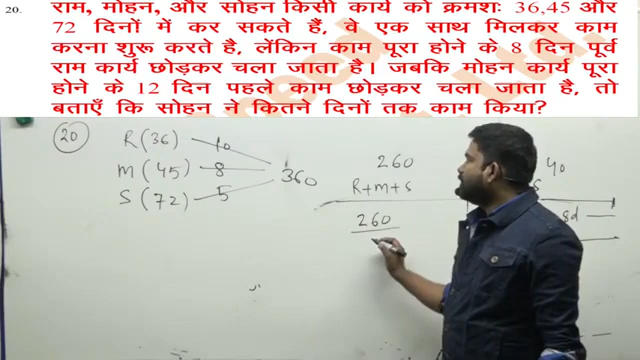 20. राम, मोहन, और सोहन किसी कार्य को क्रमशः 36,45 और
72 दिनों में कर सकते हैं, वे एक साथ मिलकर काम
करना शुरू करते है, लेंकिन काम पूरा होने के 8 दिन पूर्व
राम कार्य छोड़कर चला जाता है। जबकि मोहन कार्य पूरा
होने के 12 दिन पहले काम छोड़कर चला जाता है, तो
बताएँ कि सोहन ने कितने दिनों तक काम किया?
20
R (36) 10
M (45) 8
S (72) 5
360
260
R+M+S
260
40
S
8d